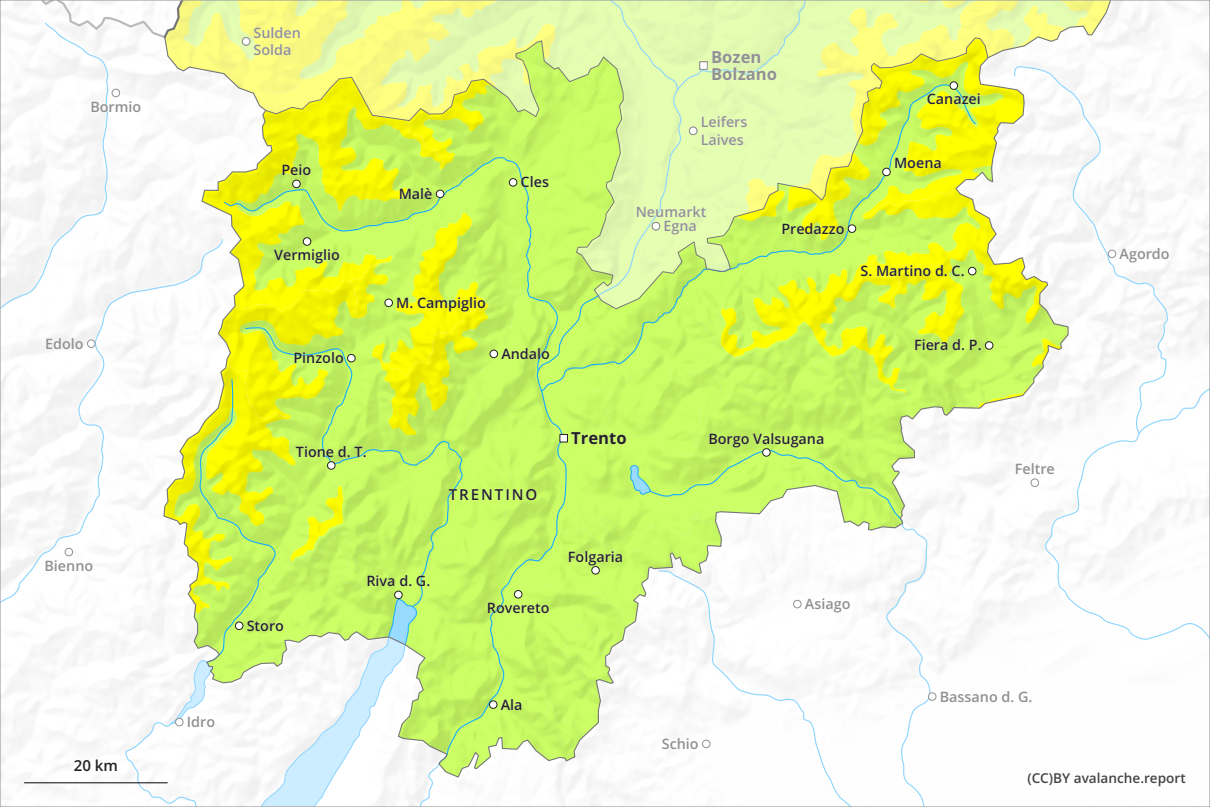 Sulden
Solda
Bozen
Bolzano
Bormio
Canazei
Leifers
Laives
Moena
Peio
Malè
Cles
Neumarkt
Egna
Predazzo
Vermiglio
Agordo
S. Martino d. C.
M. Campiglio
Edolo
Pinzolo
Andalo
Fiera d. P.
Trento
Borgo Valsugana
Tione d. T.
Feltre
TRENTINO
Bienno
Folgaria
Riva d. G.
Rovereto
Asiago
Storo
Ala
Bassano d. G.
Idro
Schio
20 km
(CC)BY avalanche.report